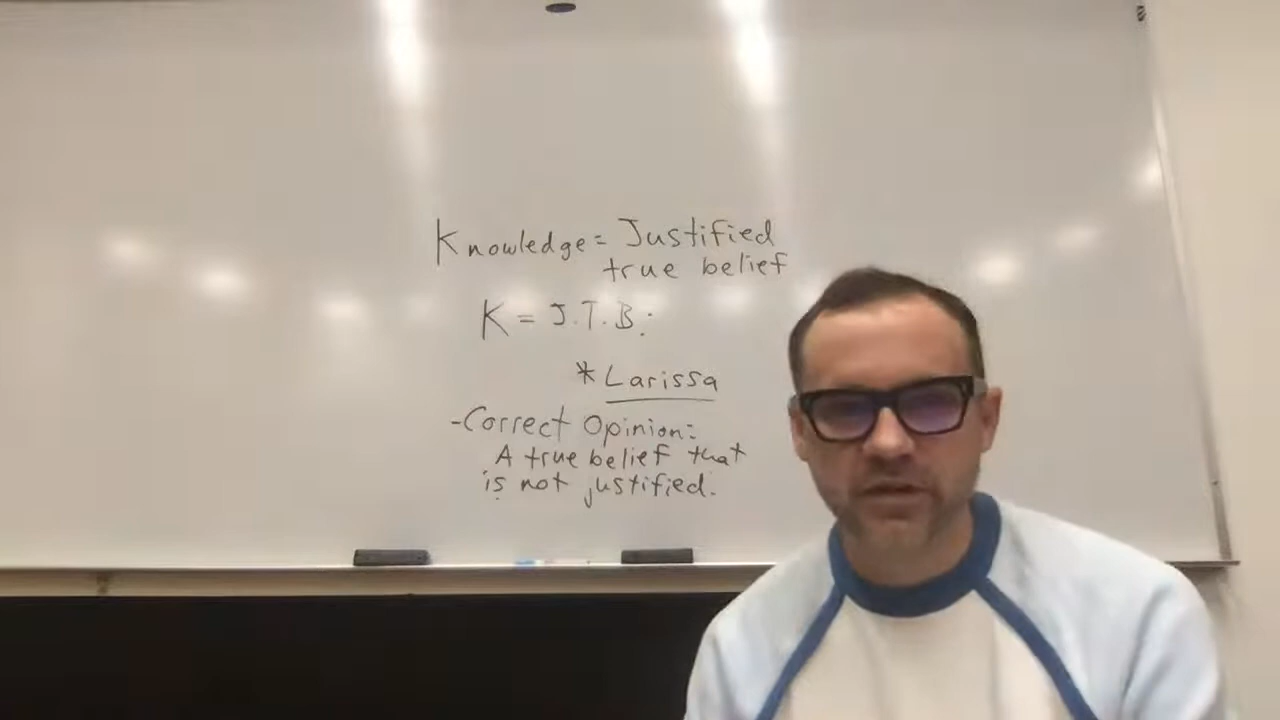 Knowledge = Justified
true belief
K = J.T.B.:
* Larissa
- Correct Opinion:
A true belief that
is not justified.